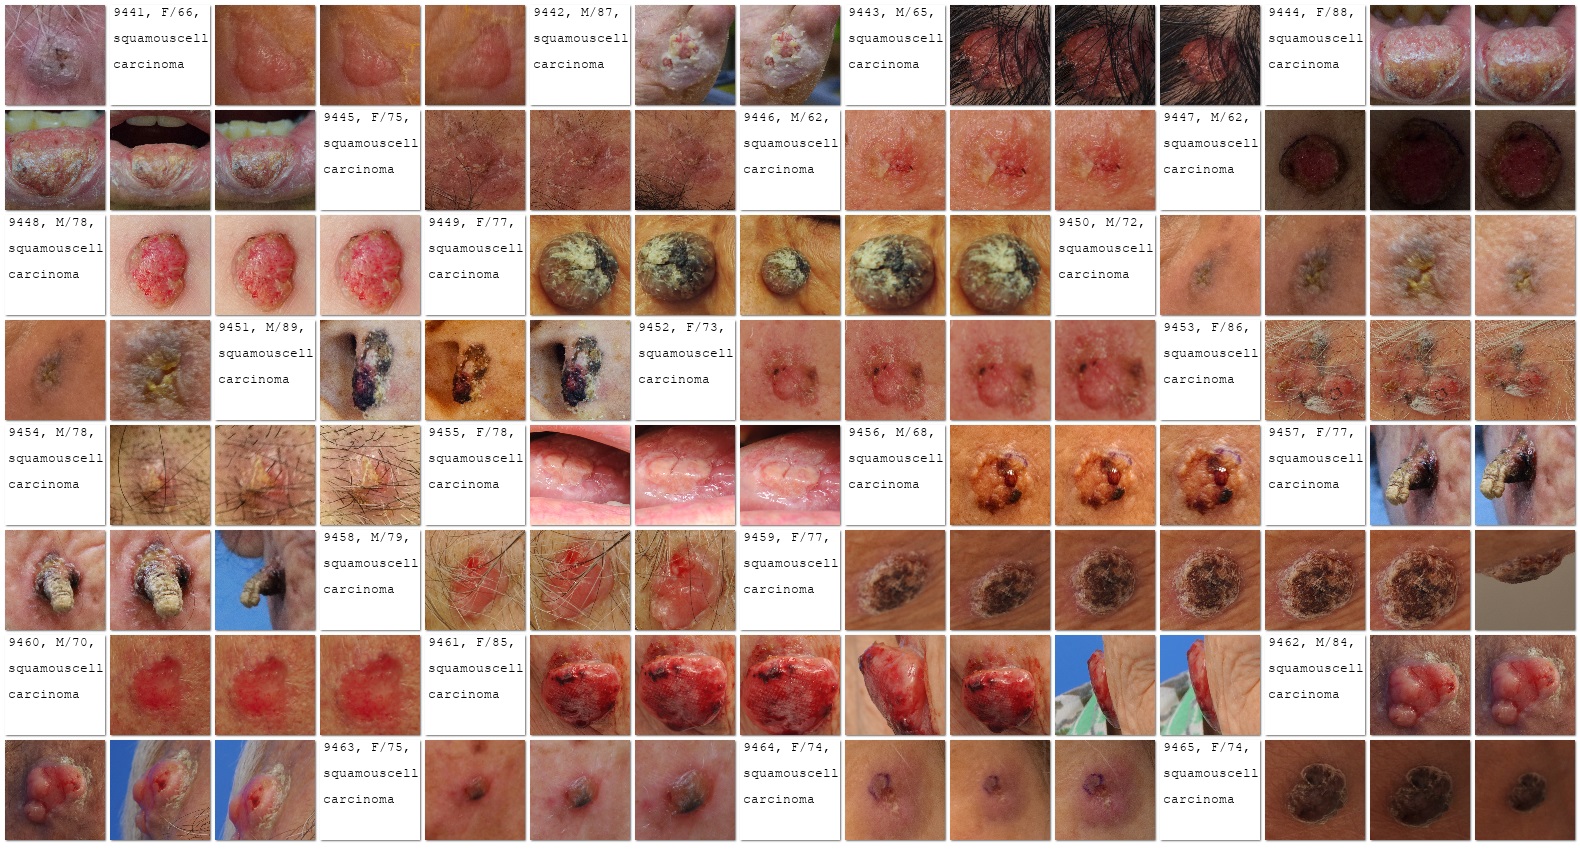 9441, F/66,
squamouscell
carcinoma
9442, M/87,
squamouscell
carcinoma
9443, M/65,
squamouscell
carcinoma
9444, F/88,
squamouscell
carcinoma
9445, F/75,
squamouscell
carcinoma
9446, M/62,
squamouscell
carcinoma
9447, M/62,
squamouscell
carcinoma
9448, M/78,
squamouscell
carcinoma
9449, F/77,
squamouscell
carcinoma
9450, M/72,
squamouscell
carcinoma
9451, M/89,
squamouscell
carcinoma
9452, F/73,
squamouscell
carcinoma
9453, F/86,
squamouscell
carcinoma
9454, M/78,
squamouscell
carcinoma
9455, F/78,
squamouscell
carcinoma
9456, M/68,
squamouscell
carcinoma
9457, F/77,
squamouscell
carcinoma
9458, M/79,
squamouscell
carcinoma
9459, F/77,
squamouscell
carcinoma
9460, M/70,
squamouscell
carcinoma
9461, F/85,
squamouscell
carcinoma
9462, M/84,
squamouscell
carcinoma
9463, F/75,
squamouscell
carcinoma
9464, F/74,
squamouscell
carcinoma
9465, F/74,
squamouscell
carcinoma